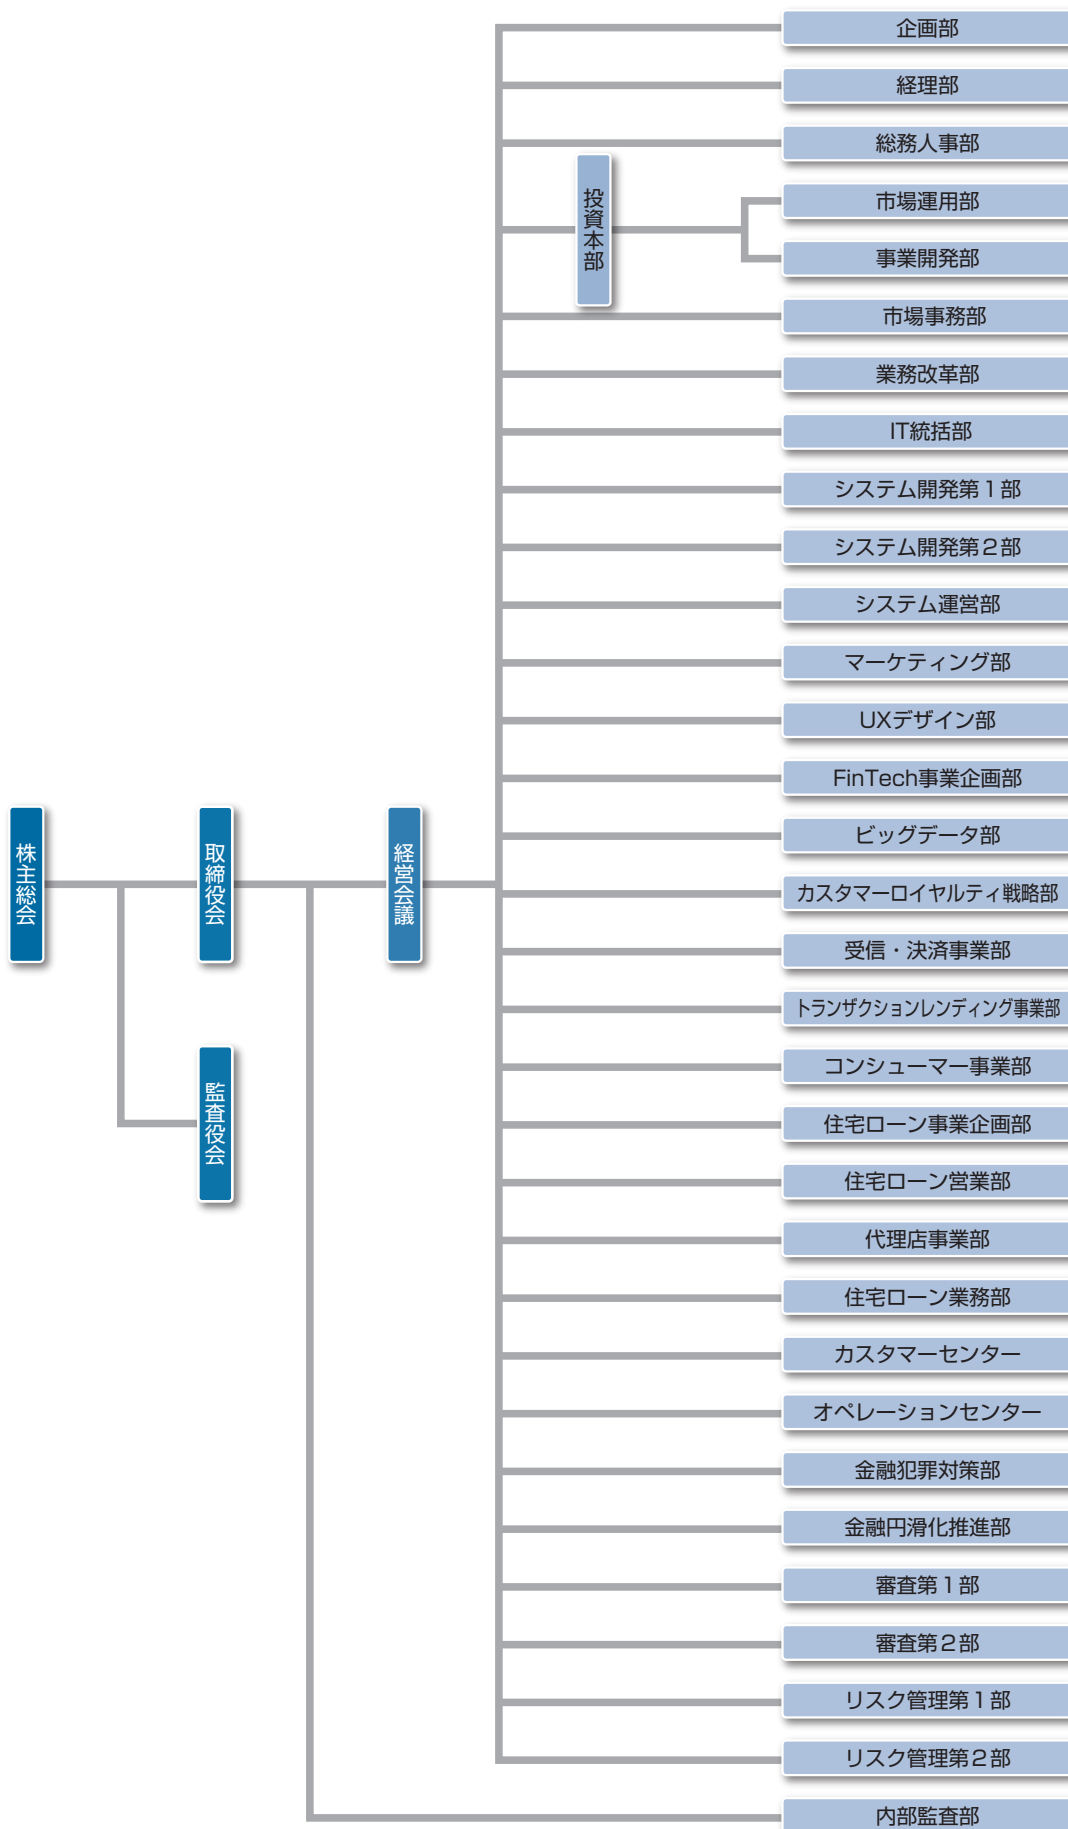 株主総会
取締役会
監査役会
経営会議
企画部
経理部
総務人事部
投資本部
市場運用部
事業開発部
市場事務部
業務改革部
IT統括部
システム開発第1部
システム開発第2部
システム運営部
マーケティング部
UXデザイン部
FinTech事業企画部
ビッグデータ部
カスタマーロイヤルティ戦略部
受信・決済事業部
トランザクションレンディング事業部
コンシューマー事業部
住宅ローン事業企画部
住宅ローン営業部
代理店事業部
住宅ローン業務部
カスタマーセンター
オペレーションセンター
金融犯罪対策部
金融円滑化推進部
審査第1部
審査第2部
リスク管理第1部
リスク管理第2部
内部監査部